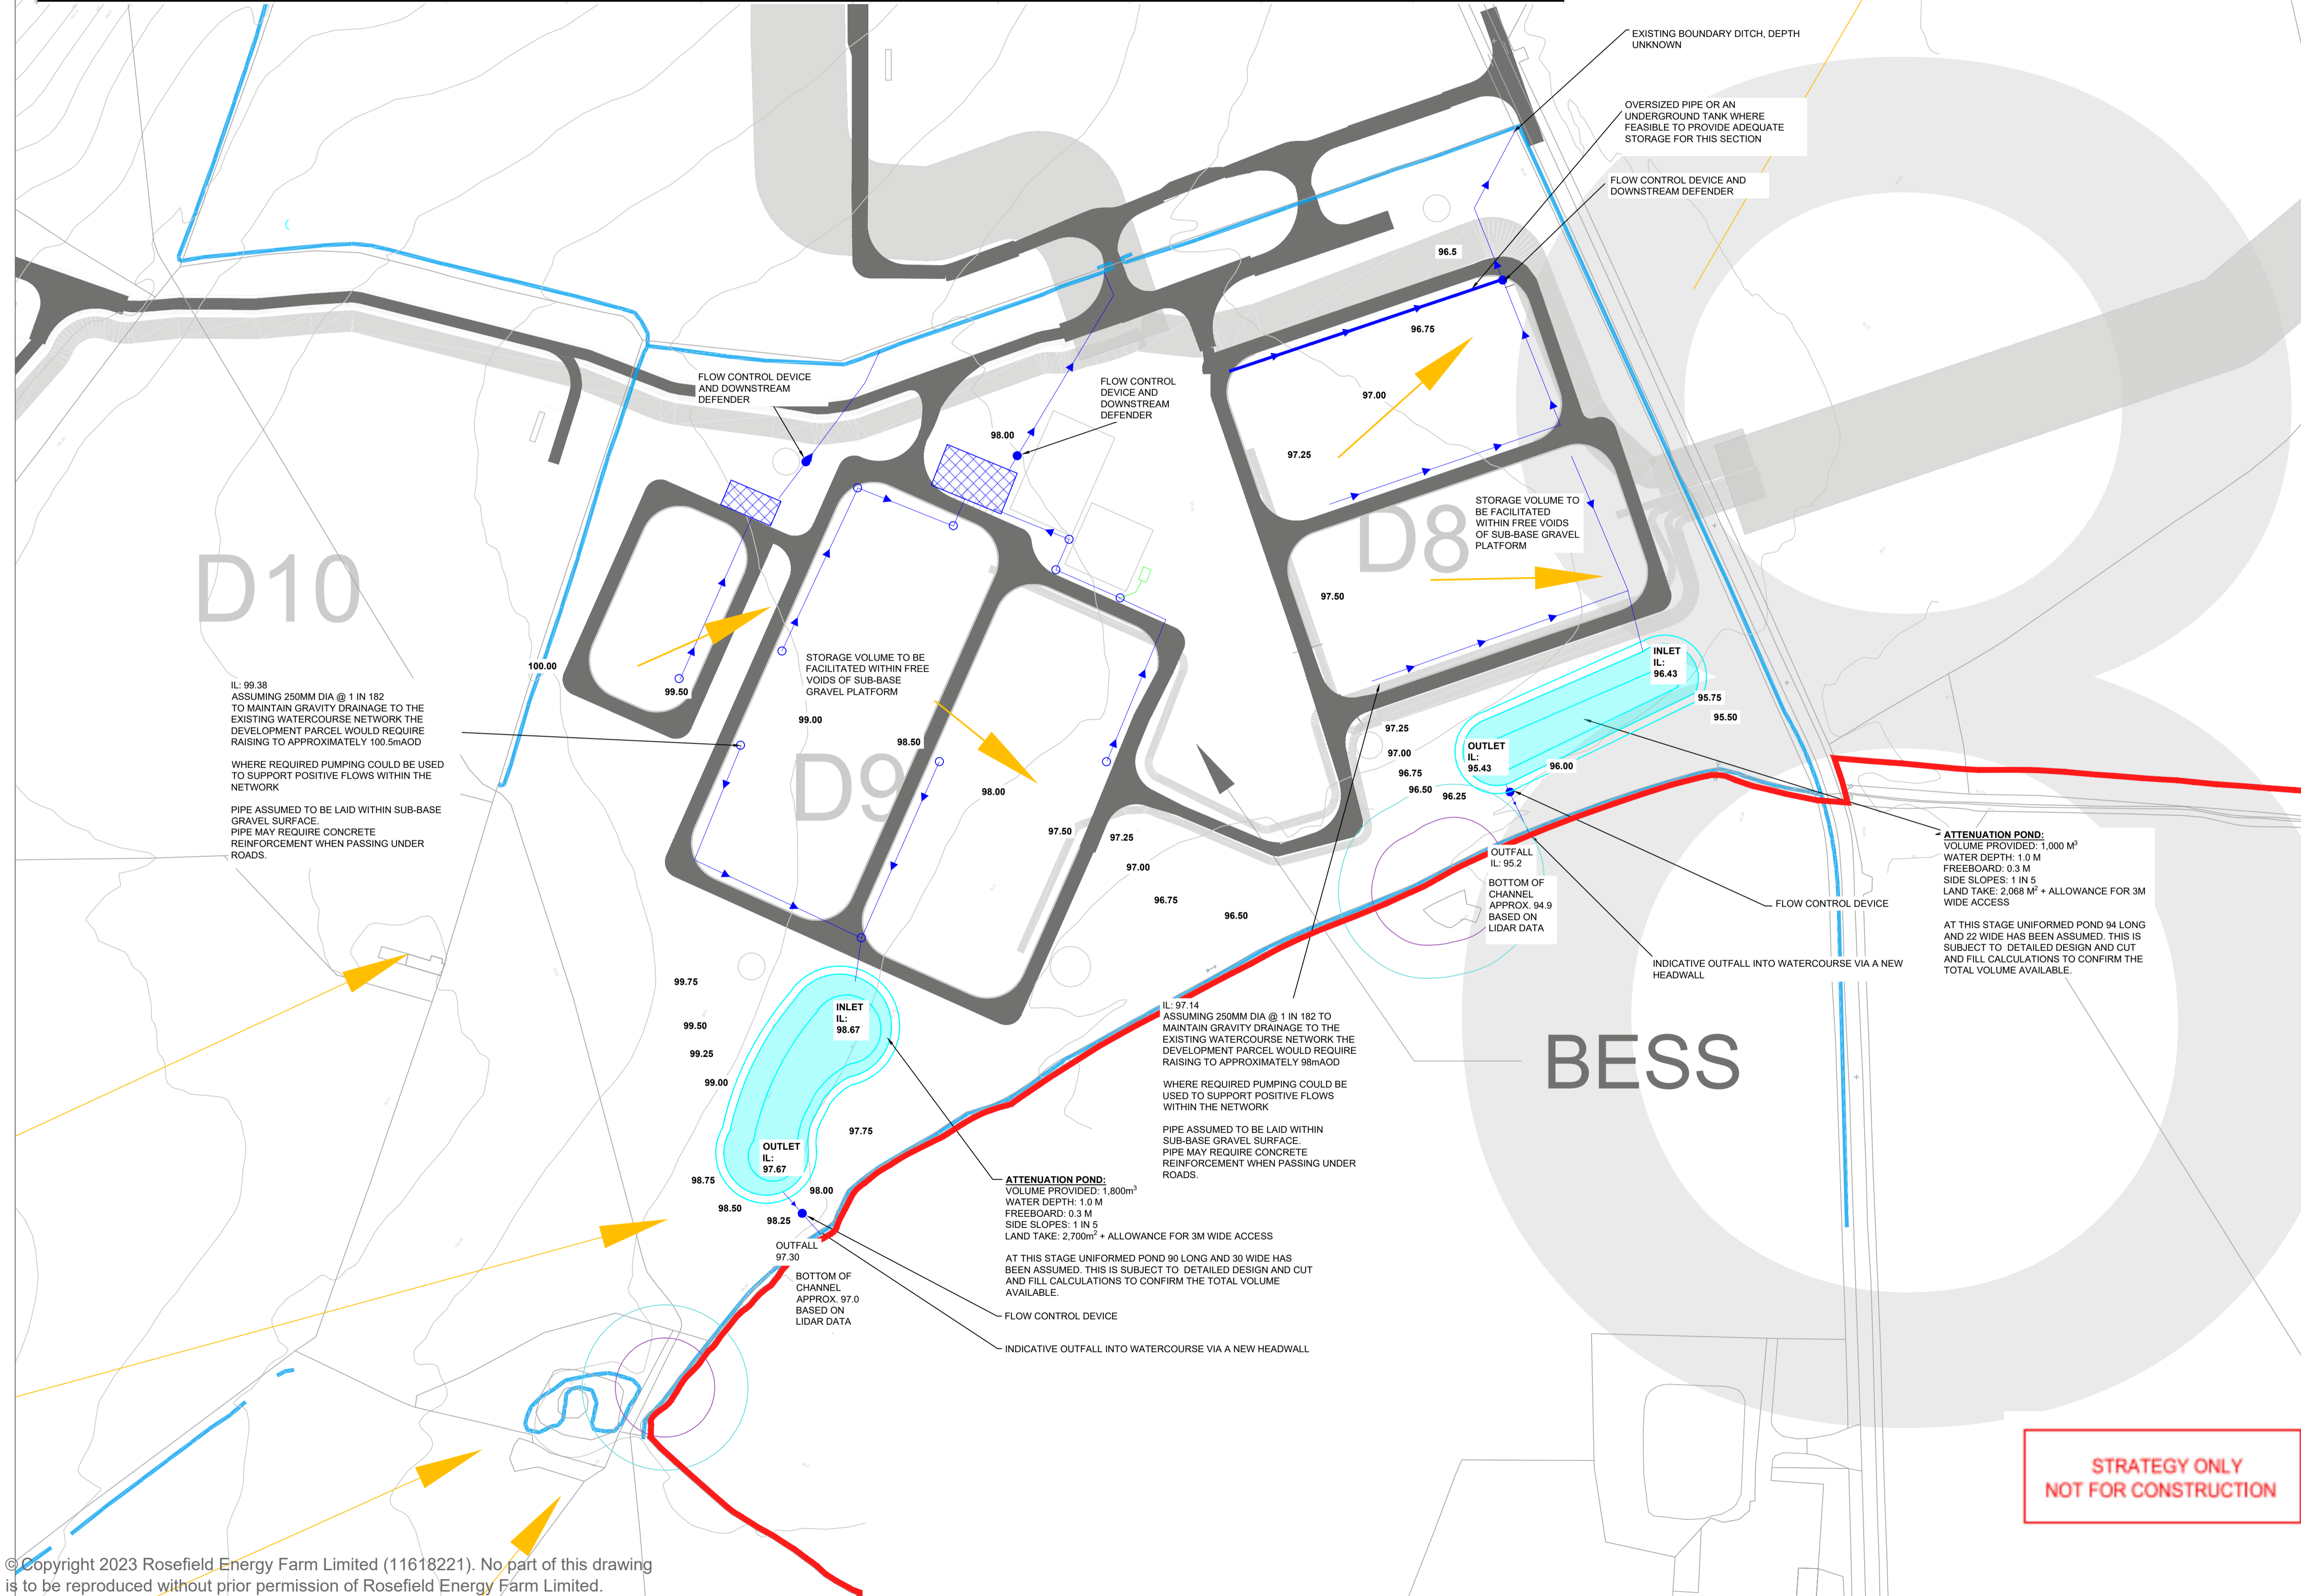 EXISTING BOUNDARY DITCH, DEPTH
UNKNOWN
OVERSIZED PIPE OR AN
UNDERGROUND TANK WHERE
FEASIBLE TO PROVIDE ADEQUATE
STORAGE FOR THIS SECTION
FLOW CONTROL DEVICE AND
DOWNSTREAM DEFENDER
96.5
96.75
97.00
97.25
FLOW CONTROL DEVICE
AND DOWNSTREAM
DEFENDER
FLOW CONTROL
DEVICE AND
DOWNSTREAM
DEFENDER
98.00
D8
STORAGE VOLUME TO
BE FACILITATED
WITHIN FREE VOIDS
OF SUB-BASE GRAVEL
PLATFORM
97.50
D10
100.00
99.50
IL: 99.38
ASSUMING 250MM DIA @ 1 IN 182
TO MAINTAIN GRAVITY DRAINAGE TO THE
EXISTING WATERCOURSE NETWORK THE
DEVELOPMENT PARCEL WOULD REQUIRE
RAISING TO APPROXIMATELY 100.5mAOD
WHERE REQUIRED PUMPING COULD BE USED
TO SUPPORT POSITIVE FLOWS WITHIN THE
NETWORK
PIPE ASSUMED TO BE LAID WITHIN SUB-BASE
GRAVEL SURFACE.
PIPE MAY REQUIRE CONCRETE
REINFORCEMENT WHEN PASSING UNDER
ROADS.
STORAGE VOLUME TO BE
FACILITATED WITHIN FREE
VOIDS OF SUB-BASE
GRAVEL PLATFORM
99.00
98.50
D9
98.00
97.50
97.25
97.00
96.75
96.50
INLET
IL:
96.43
95.75
95.50
97.25
97.00
96.75
96.50
96.25
OUTLET
IL:
95.43
96.00
OUTFALL
IL: 95.2
BOTTOM OF
CHANNEL
APPROX. 94.9
BASED ON
LIDAR DATA
ATTENUATION POND:
VOLUME PROVIDED: 1,000 M³
WATER DEPTH: 1.0 M
FREEBOARD: 0.3 M
SIDE SLOPES: 1 IN 5
LAND TAKE: 2,068 M² + ALLOWANCE FOR 3M
WIDE ACCESS
AT THIS STAGE UNIFORMED POND 94 LONG
AND 22 WIDE HAS BEEN ASSUMED. THIS IS
SUBJECT TO DETAILED DESIGN AND CUT
AND FILL CALCULATIONS TO CONFIRM THE
TOTAL VOLUME AVAILABLE.
FLOW CONTROL DEVICE
INDICATIVE OUTFALL INTO WATERCOURSE VIA A NEW
HEADWALL
BESS
99.75
99.50
99.25
99.00
INLET
IL:
98.67
IL: 97.14
ASSUMING 250MM DIA @ 1 IN 182 TO
MAINTAIN GRAVITY DRAINAGE TO THE
EXISTING WATERCOURSE NETWORK THE
DEVELOPMENT PARCEL WOULD REQUIRE
RAISING TO APPROXIMATELY 98mAOD
WHERE REQUIRED PUMPING COULD BE
USED TO SUPPORT POSITIVE FLOWS
WITHIN THE NETWORK
PIPE ASSUMED TO BE LAID WITHIN
SUB-BASE GRAVEL SURFACE.
PIPE MAY REQUIRE CONCRETE
REINFORCEMENT WHEN PASSING UNDER
ROADS.
97.75
OUTLET
IL:
97.67
98.75
98.50
98.00
98.25
OUTFALL
97.30
BOTTOM OF
CHANNEL
APPROX. 97.0
BASED ON
LIDAR DATA
ATTENUATION POND:
VOLUME PROVIDED: 1,800m³
WATER DEPTH: 1.0 M
FREEBOARD: 0.3 M
SIDE SLOPES: 1 IN 5
LAND TAKE: 2,700m² + ALLOWANCE FOR 3M WIDE ACCESS
AT THIS STAGE UNIFORMED POND 90 LONG AND 30 WIDE HAS
BEEN ASSUMED. THIS IS SUBJECT TO DETAILED DESIGN AND CUT
AND FILL CALCULATIONS TO CONFIRM THE TOTAL VOLUME
AVAILABLE.
FLOW CONTROL DEVICE
INDICATIVE OUTFALL INTO WATERCOURSE VIA A NEW HEADWALL
STRATEGY ONLY
NOT FOR CONSTRUCTION
© Copyright 2023 Rosefield Energy Farm Limited (11618221). No part of this drawing
is to be reproduced without prior permission of Rosefield Energy Farm Limited.